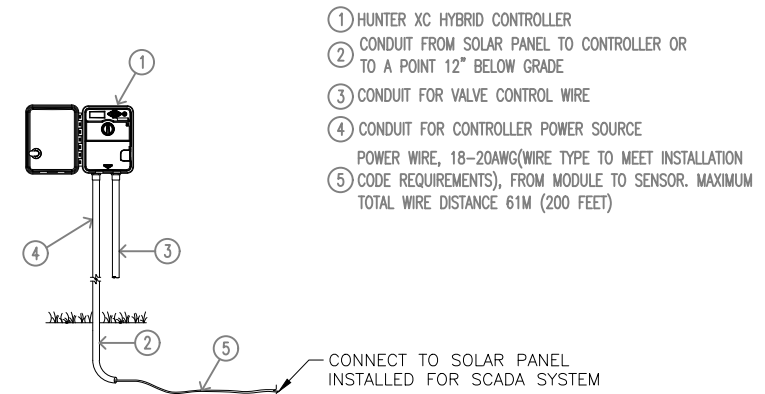 1 HUNTER XC HYBRID CONTROLLER
2 CONDUIT FROM SOLAR PANEL TO CONTROLLER OR
TO A POINT 12" BELOW GRADE
3 CONDUIT FOR VALVE CONTROL WIRE
4 CONDUIT FOR CONTROLLER POWER SOURCE
POWER WIRE, 18-20AWG(WIRE TYPE TO MEET INSTALLATION
5 CODE REQUIREMENTS), FROM MODULE TO SENSOR. MAXIMUM
TOTAL WIRE DISTANCE 61M (200 FEET)
1
4
3
2
5
CONNECT TO SOLAR PANEL
INSTALLED FOR SCADA SYSTEM